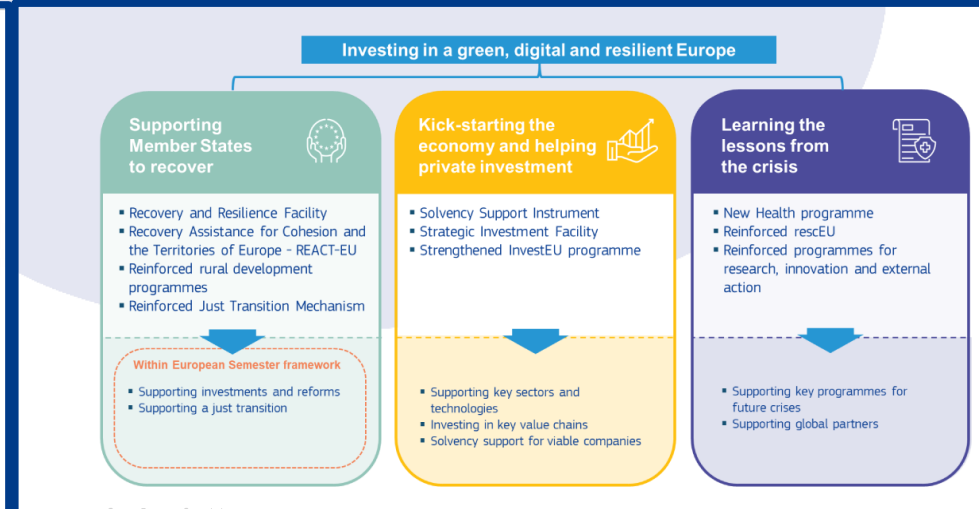 Investing in a green, digital and resilient Europe
Supporting
Member States
to recover
▪ Recovery and Resilience Facility
▪ Recovery Assistance for Cohesion and
the Territories of Europe - REACT-EU
▪ Reinforced rural development
programmes
▪ Reinforced Just Transition Mechanism
Within European Semester framework
▪ Supporting investments and reforms
▪ Supporting a just transition
Kick-starting the
economy and helping
private investment
▪ Solvency Support Instrument
▪ Strategic Investment Facility
▪ Strengthened InvestEU programme
▪ Supporting key sectors and
technologies
▪ Investing in key value chains
▪ Solvency support for viable companies
Learning the
lessons from
the crisis
▪ New Health programme
▪ Reinforced rescEU
▪ Reinforced programmes for
research, innovation and external
action
▪ Supporting key programmes for
future crises
▪ Supporting global partners